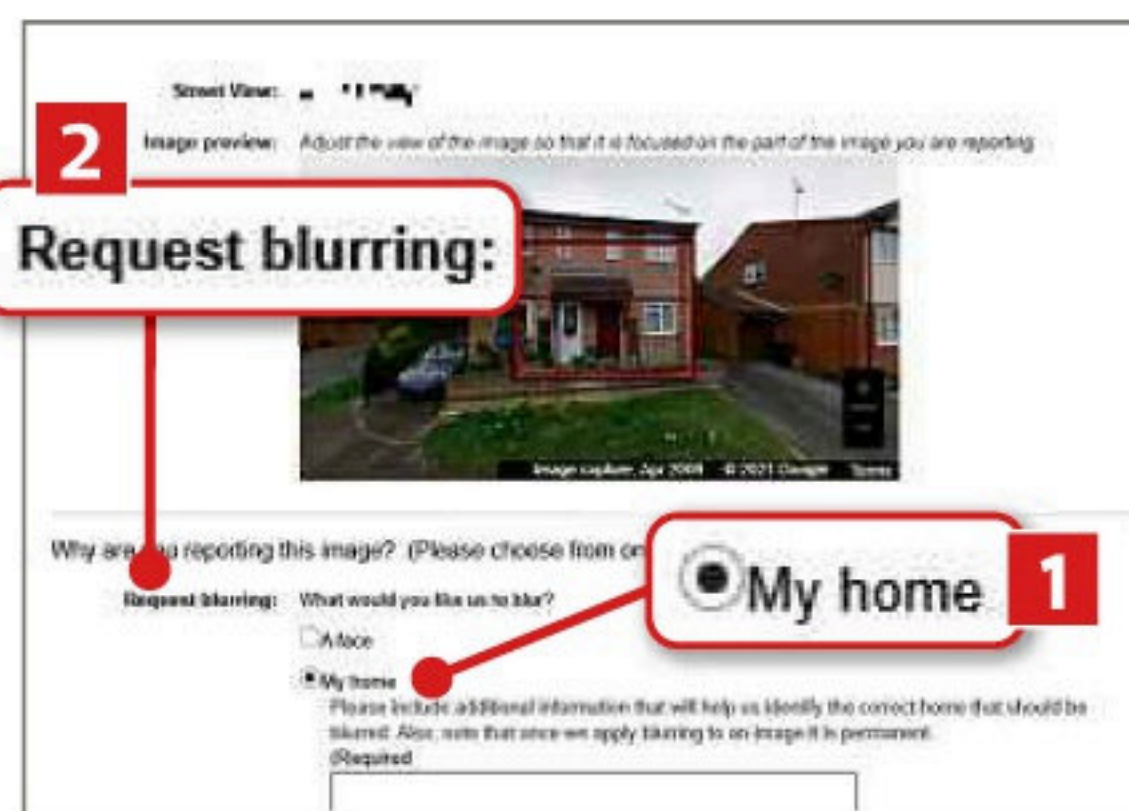 Street View:
2
Image preview: Adjust the view of the image so that it is focused on the part of the image you are reporting
Request blurring:
Image capture: Apr 2009 © 2021 Google Terms
Why are reporting this image? (Please choose from
My home 1
Request blurring: What would you like us to blur?
A face
My home
Please include additional information that will help us identify the correct home that should be
blurred. Also, note that once we apply blurring to an image it is permanent.
(Required